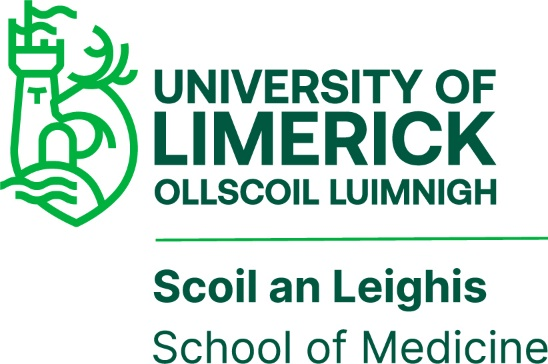 UNIVERSITY OF
LIMERICK
OLLSCOIL LUIMNIGH
Scoil an Leighis
School of Medicine